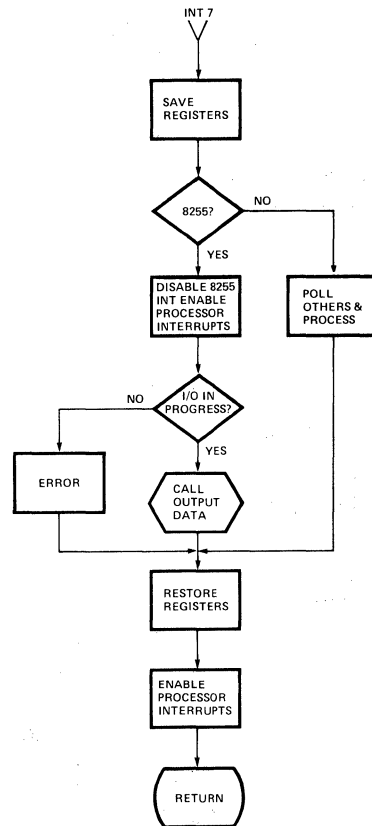 INT 7
SAVE
REGISTERS
8255?
NO
YES
DISABLE 8255
INT ENABLE
PROCESSOR
INTERRUPTS
POLL
OTHERS &
PROCESS
I/O IN
PROGRESS?
NO
YES
ERROR
CALL
OUTPUT
DATA
RESTORE
REGISTERS
ENABLE
PROCESSOR
INTERRUPTS
RETURN